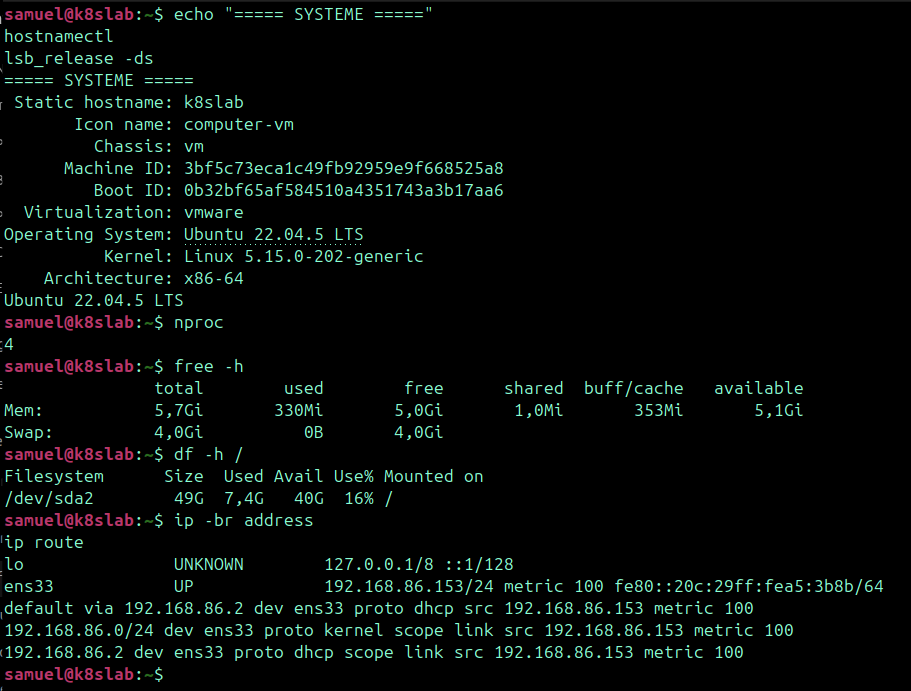 samuel@k8slab:~$ echo "===== SYSTEME ====="
hostnamectl
lsb_release -ds
===== SYSTEME =====
Static hostname: k8slab
Icon name: computer-vm
Chassis: vm
Machine ID: 3bf5c73eca1c49fb92959e9f668525a8
Boot ID: 0b32bf65af584510a4351743a3b17aa6
Virtualization: vmware
Operating System: Ubuntu 22.04.5 LTS
Kernel: Linux 5.15.0-202-generic
Architecture: x86-64
Ubuntu 22.04.5 LTS
samuel@k8slab:~$ nproc
4
samuel@k8slab:~$ free -h
total used free shared buff/cache available
Mem: 5,7Gi 330Mi 5,0Gi 1,0Mi 353Mi 5,1Gi
Swap: 4,0Gi 0B 4,0Gi
samuel@k8slab:~$ df -h /
Filesystem Size Used Avail Use% Mounted on
/dev/sda2 49G 7,4G 40G 16% /
samuel@k8slab:~$ ip -br address
ip route
lo UNKNOWN 127.0.0.1/8 ::1/128
ens33 UP 192.168.86.153/24 metric 100 fe80::20c:29ff:fea5:3b8b/64
default via 192.168.86.2 dev ens33 proto dhcp src 192.168.86.153 metric 100
192.168.86.0/24 dev ens33 proto kernel scope link src 192.168.86.153 metric 100
192.168.86.2 dev ens33 proto dhcp scope link src 192.168.86.153 metric 100
samuel@k8slab:~$